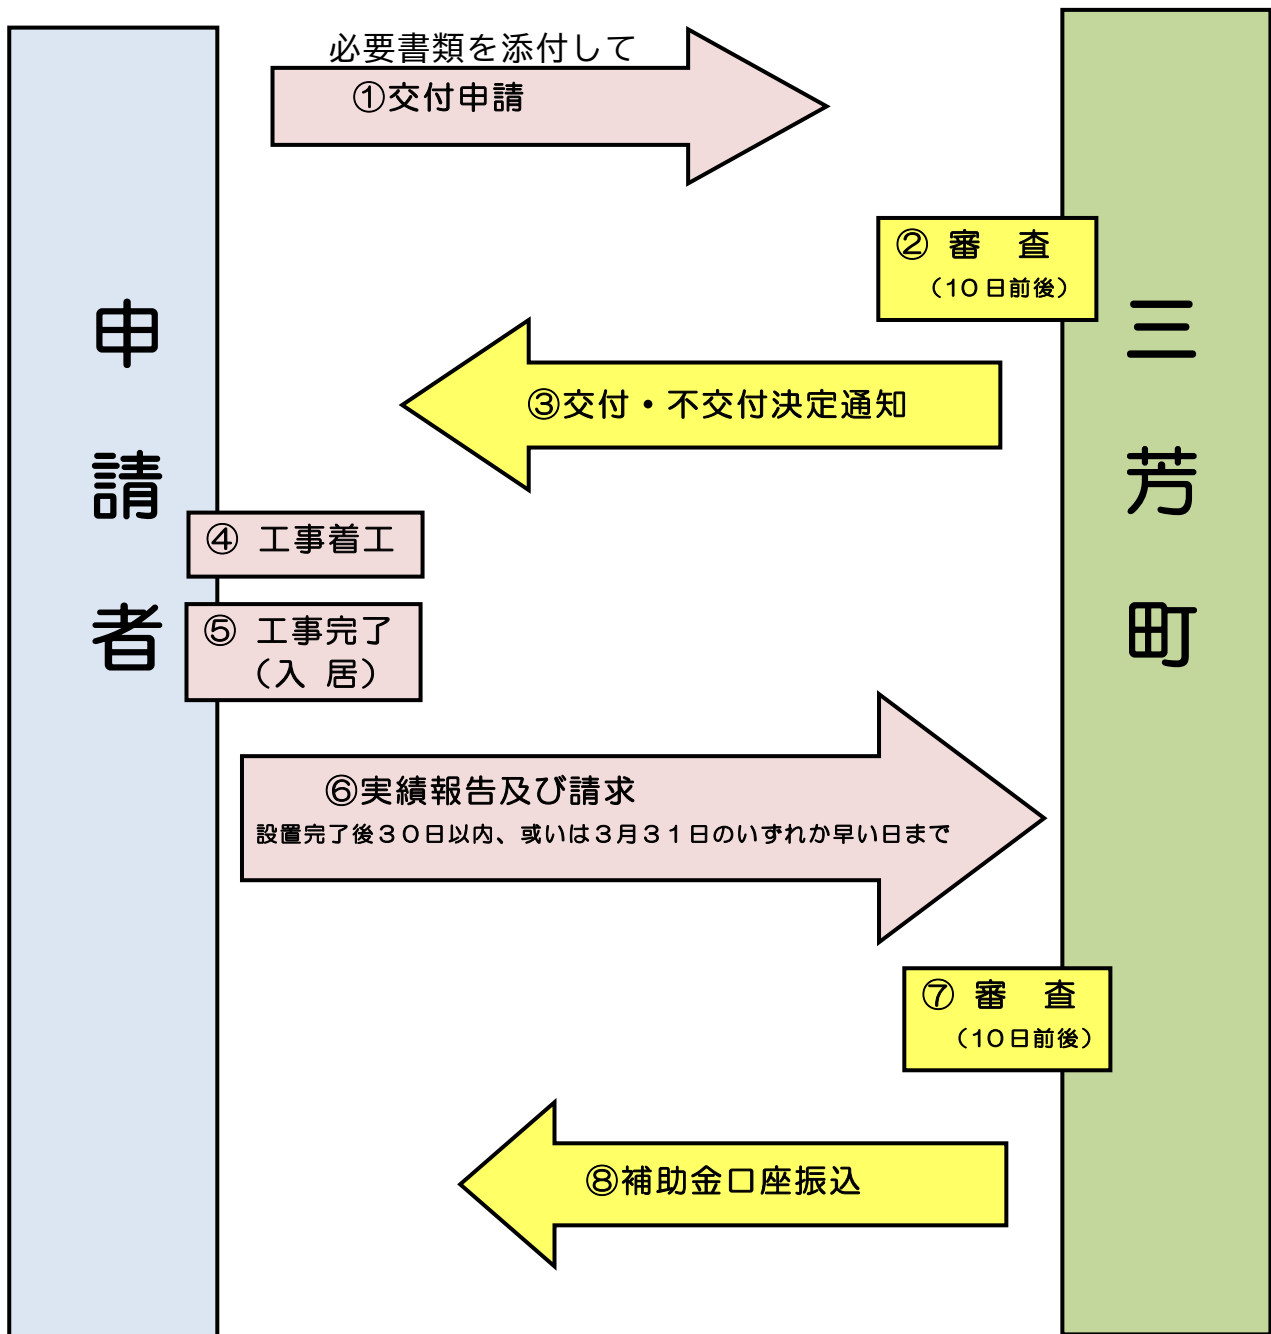 必要書類を添付して
①交付申請
② 審　査
（10日前後）
③交付・不交付決定通知
④ 工事着工
⑤ 工事完了
（入 居）
⑥実績報告及び請求
設置完了後３０日以内、或いは３月３１日のいずれか早い日まで
⑦ 審　査
（10日前後）
⑧補助金口座振込
申請者
三芳町